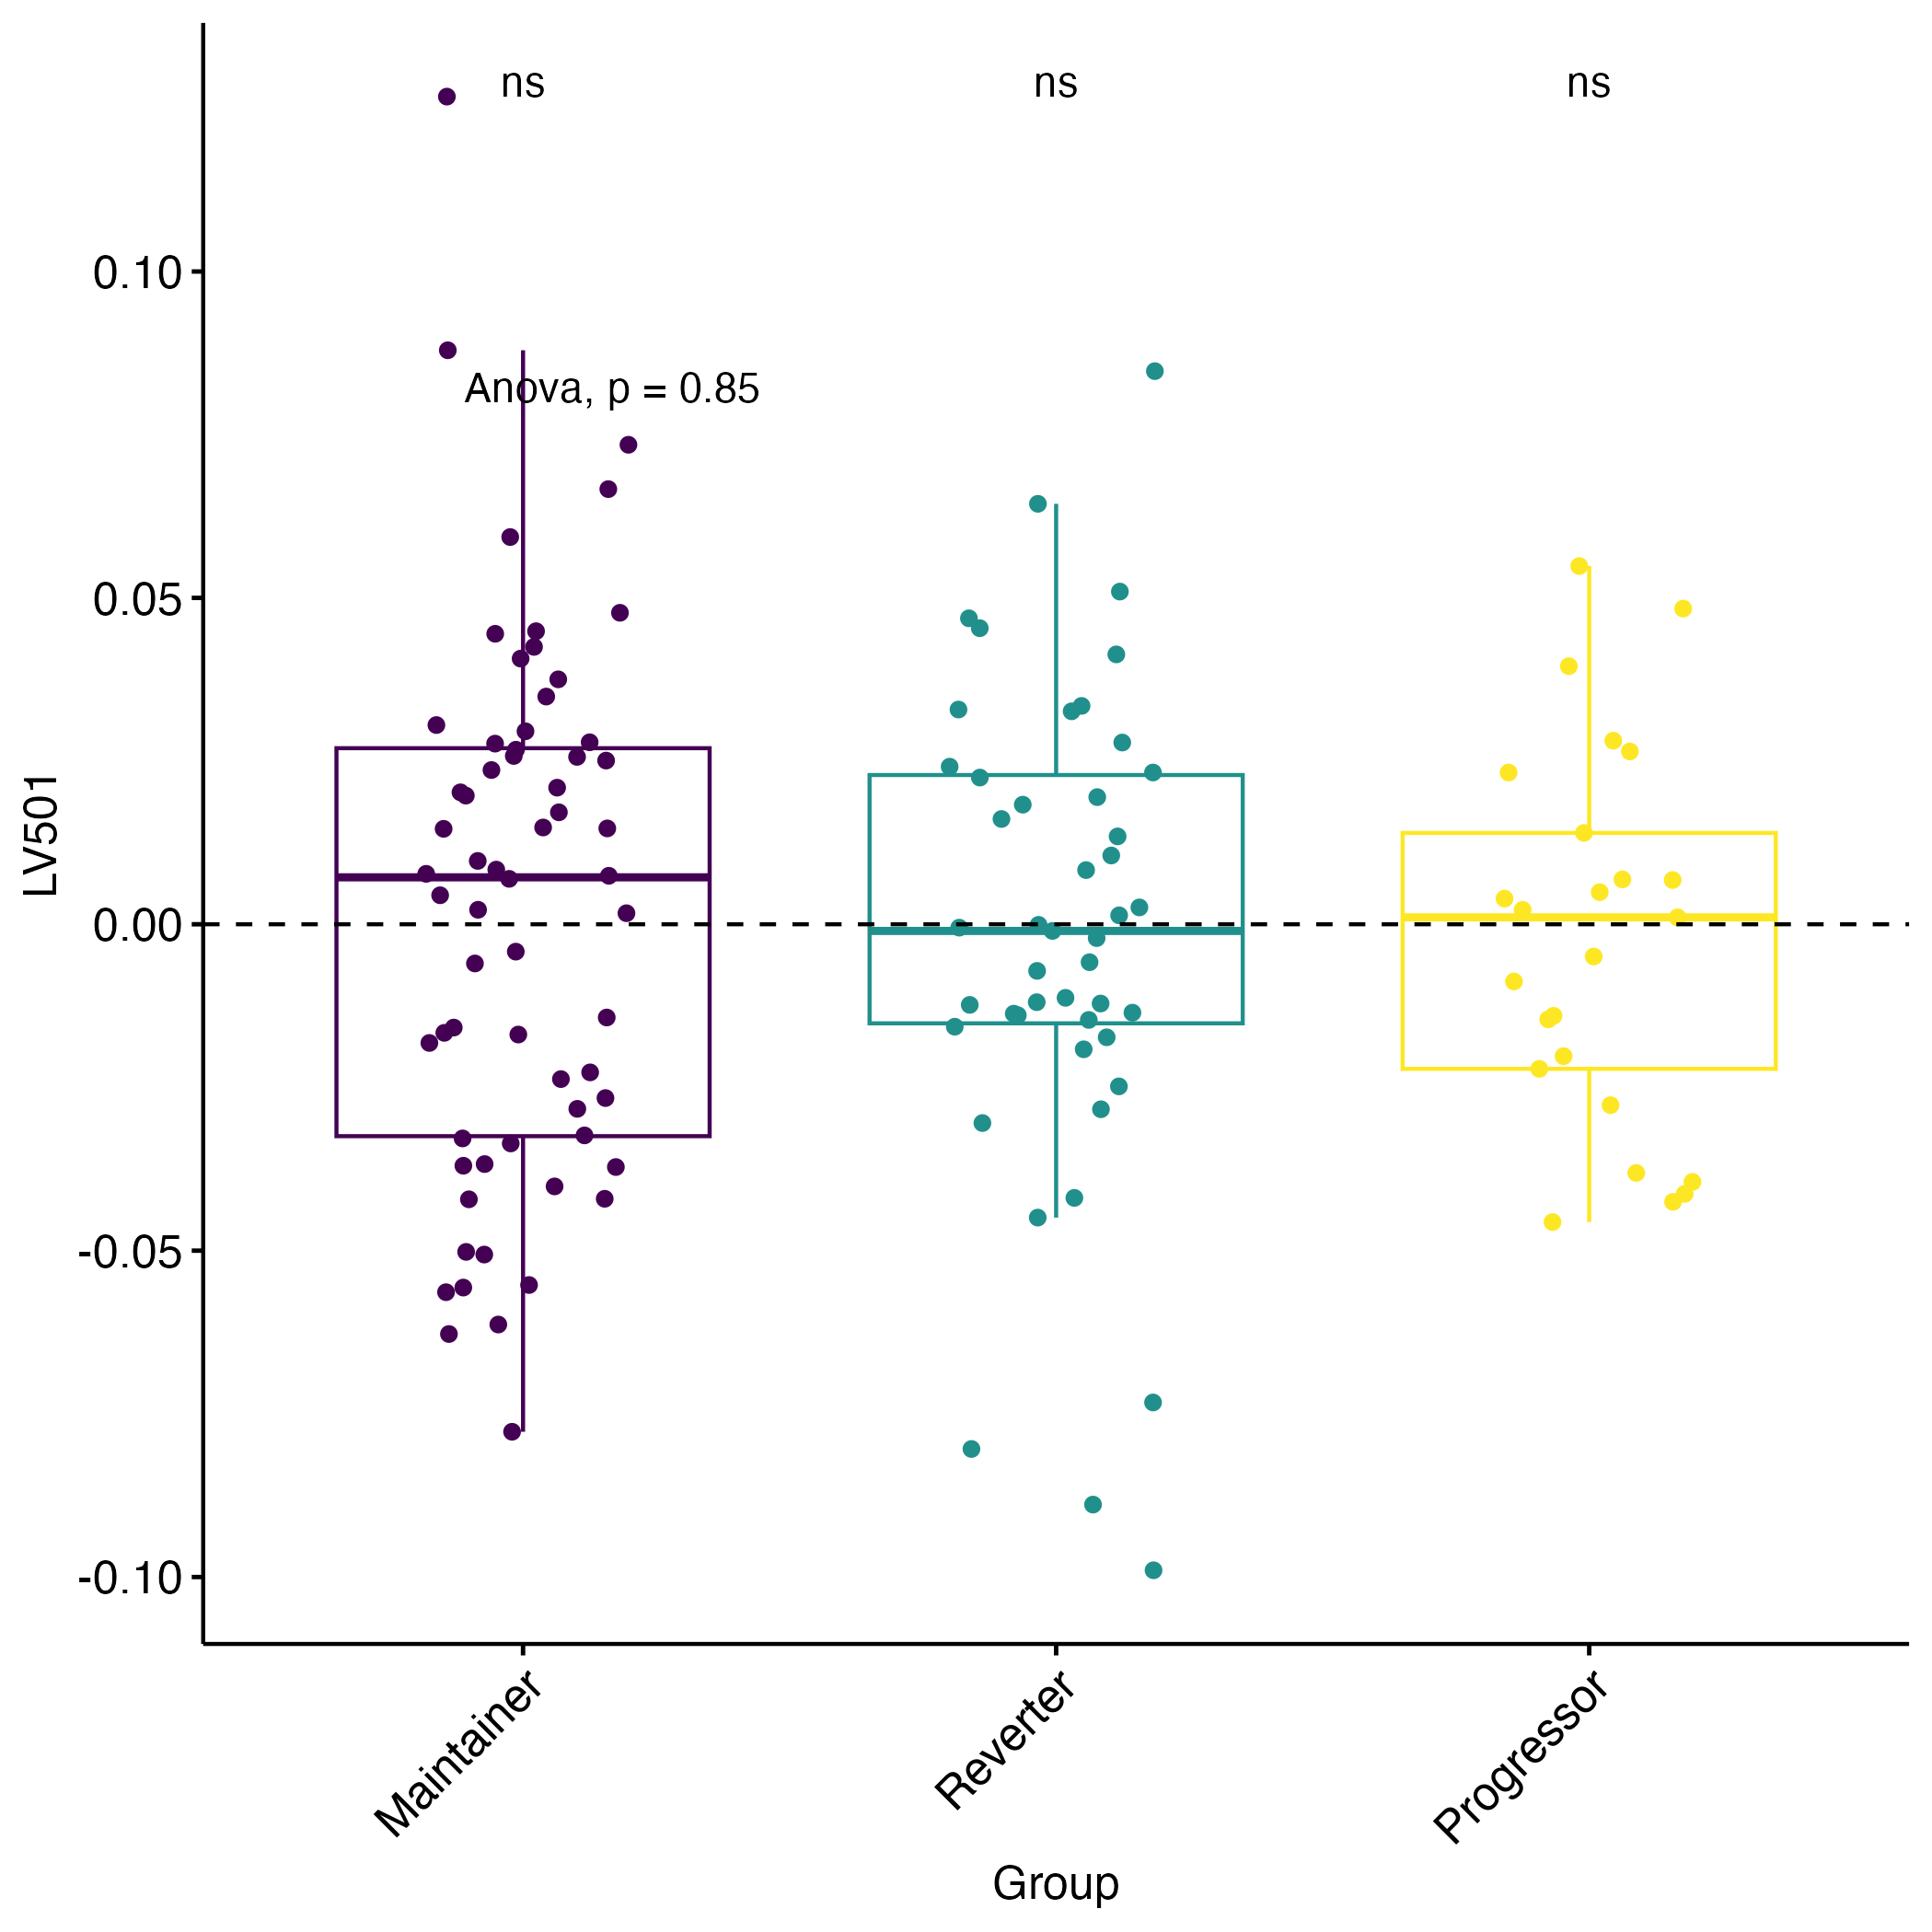 ns ns ns
Anova, p = 0.85
0.10
0.05
0.00
-0.05
-0.10
LV501
Maintainer
Reverter
Progressor
Group